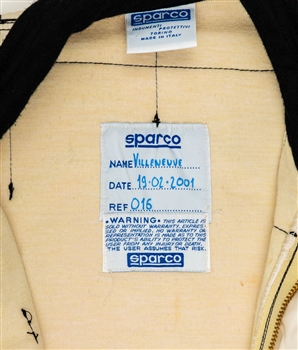 sparco
INDUMENTI PROTETTIVI
TORINO
MADE IN ITALY
sparco
NAME VILLENEUVE
DATE 19-02-2001
REF 016
•WARNING• THIS ARTICLE IS
SOLD WITHOUT WARRANTY, EXPRES-
SED OR IMPLIED. NO WARRANTY OR
REPRESENTATION IS MADE AS TO THIS
PRODUCT'S ABILITY TO PROTECT THE
USER FROM ANY INJURY OR DEATH.
THE USER ASSUMES THAT RISK.
sparco